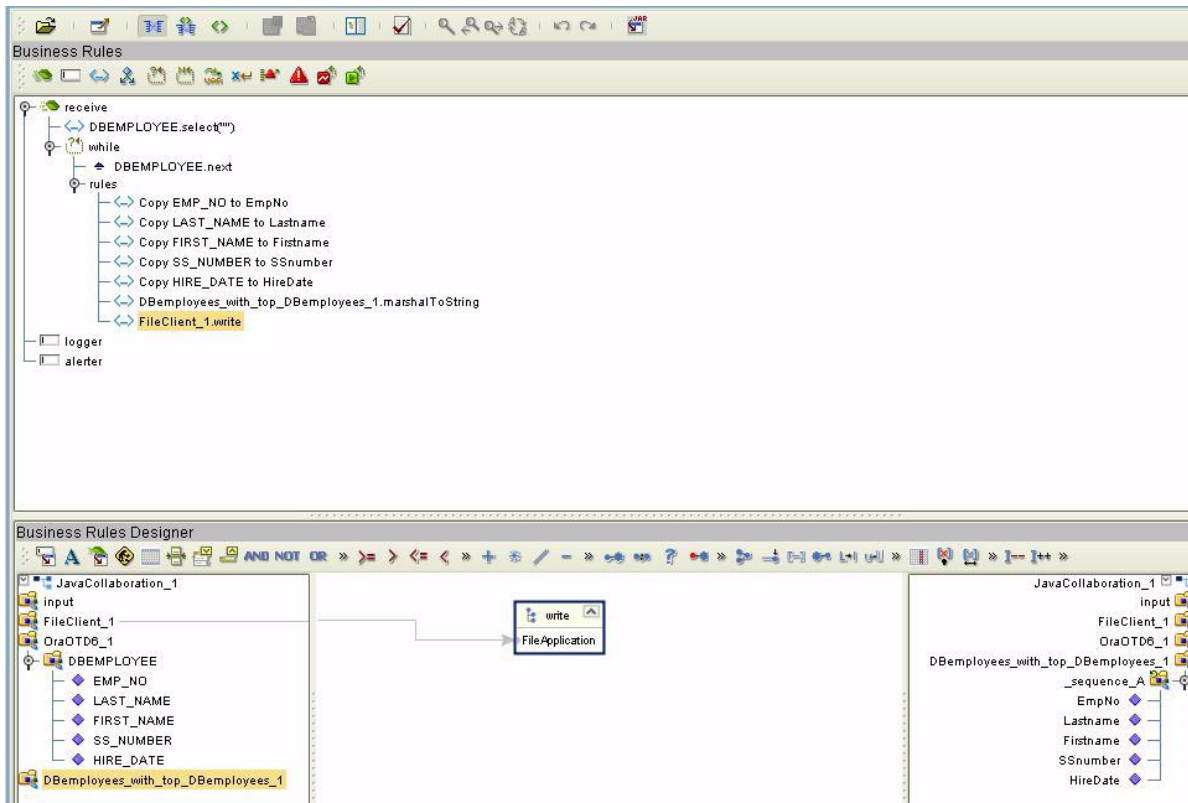 JAR
Business Rules
receive
DBEMPLOYEE.select("")
while
DBEMPLOYEE.next
rules
Copy EMP_NO to EmpNo
Copy LAST_NAME to Lastname
Copy FIRST_NAME to Firstname
Copy SS_NUMBER to SSnumber
Copy HIRE_DATE to HireDate
DBemployees_with_top_DBemployees_1.marshalToString
FileClient_1.write
logger
alerter
Business Rules Designer
A AND NOT OR » >= > <= < » + * / - » ? » » » I-- I++ »
JavaCollaboration_1
input
FileClient_1
OraOTD6_1
DBEMPLOYEE
EMP_NO
LAST_NAME
FIRST_NAME
SS_NUMBER
HIRE_DATE
DBemployees_with_top_DBemployees_1
write
FileApplication
JavaCollaboration_1
input
FileClient_1
OraOTD6_1
DBemployees_with_top_DBemployees_1
_sequence_A
EmpNo
Lastname
Firstname
SSnumber
HireDate